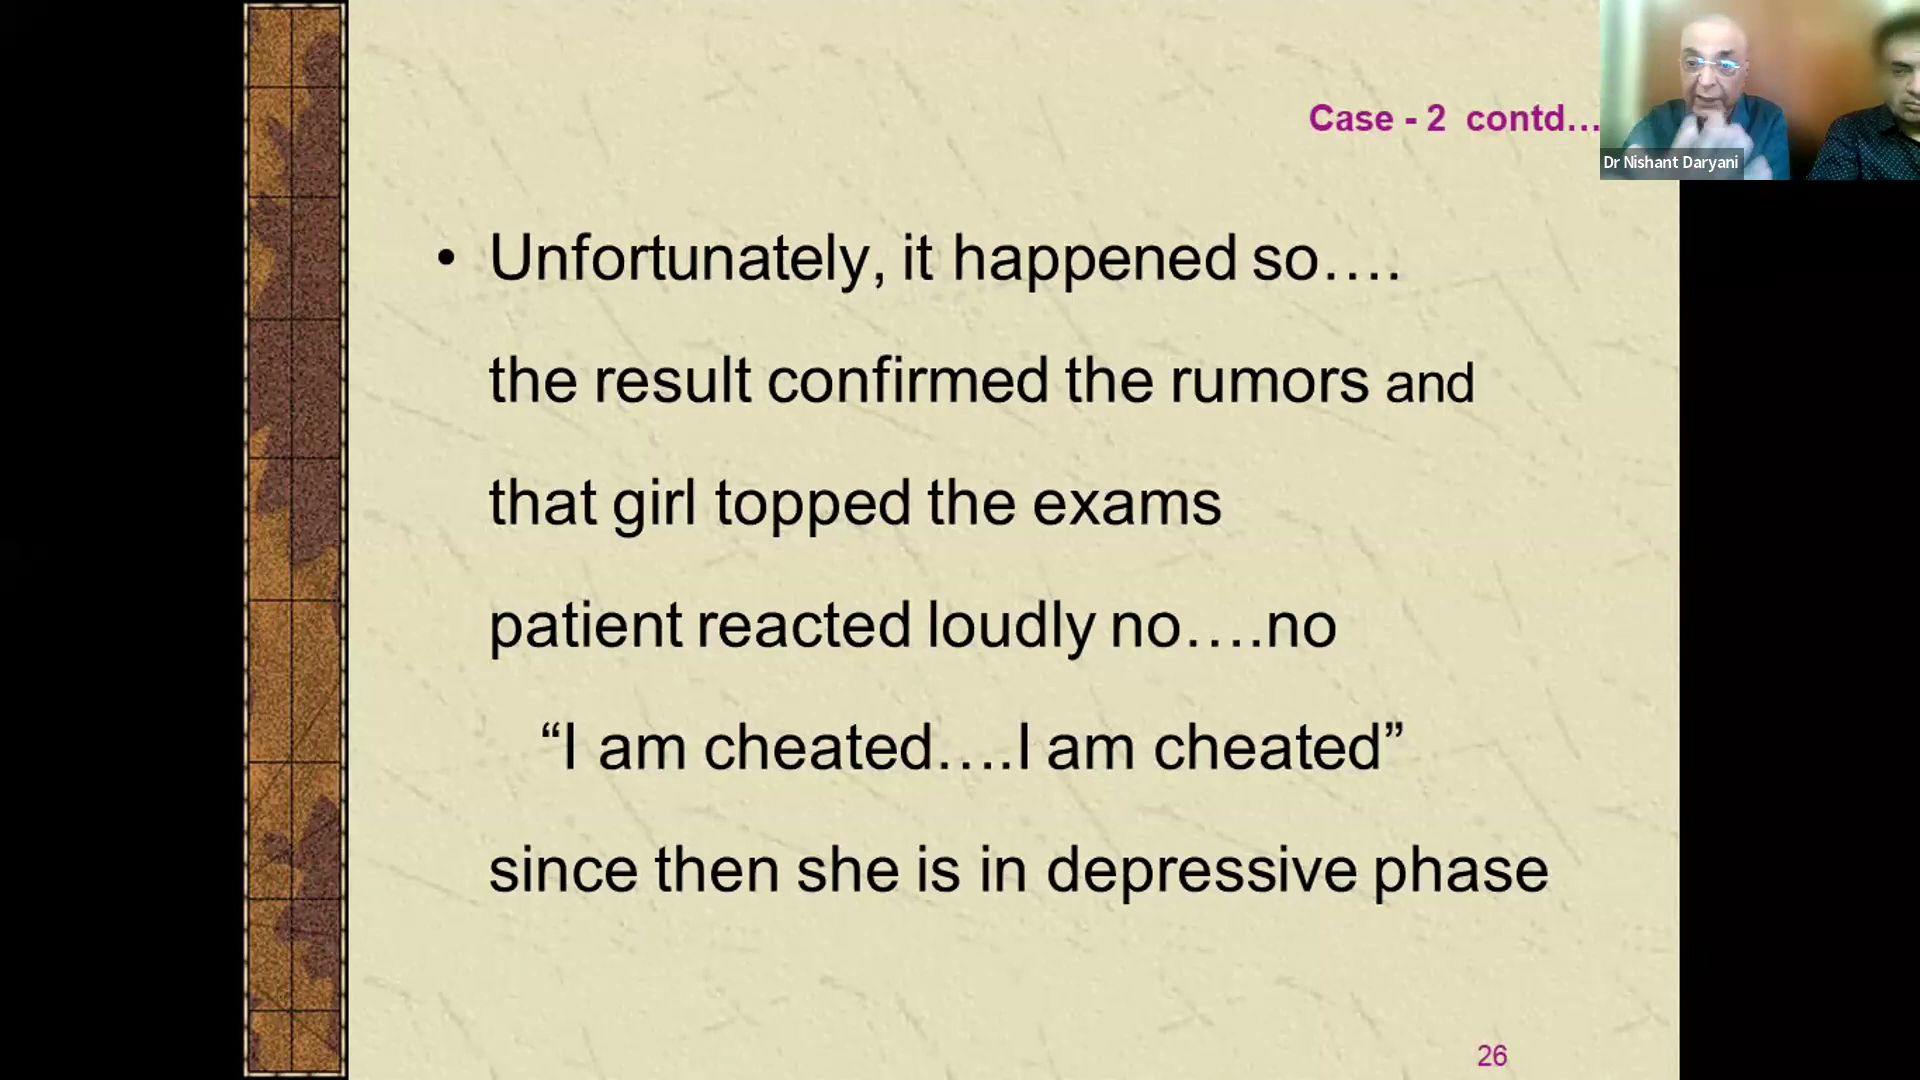 Case - 2 contd...
Dr Nishant Daryani
• Unfortunately, it happened so....
the result confirmed the rumors and
that girl topped the exams
patient reacted loudly no....no
“I am cheated....I am cheated”
since then she is in depressive phase
26